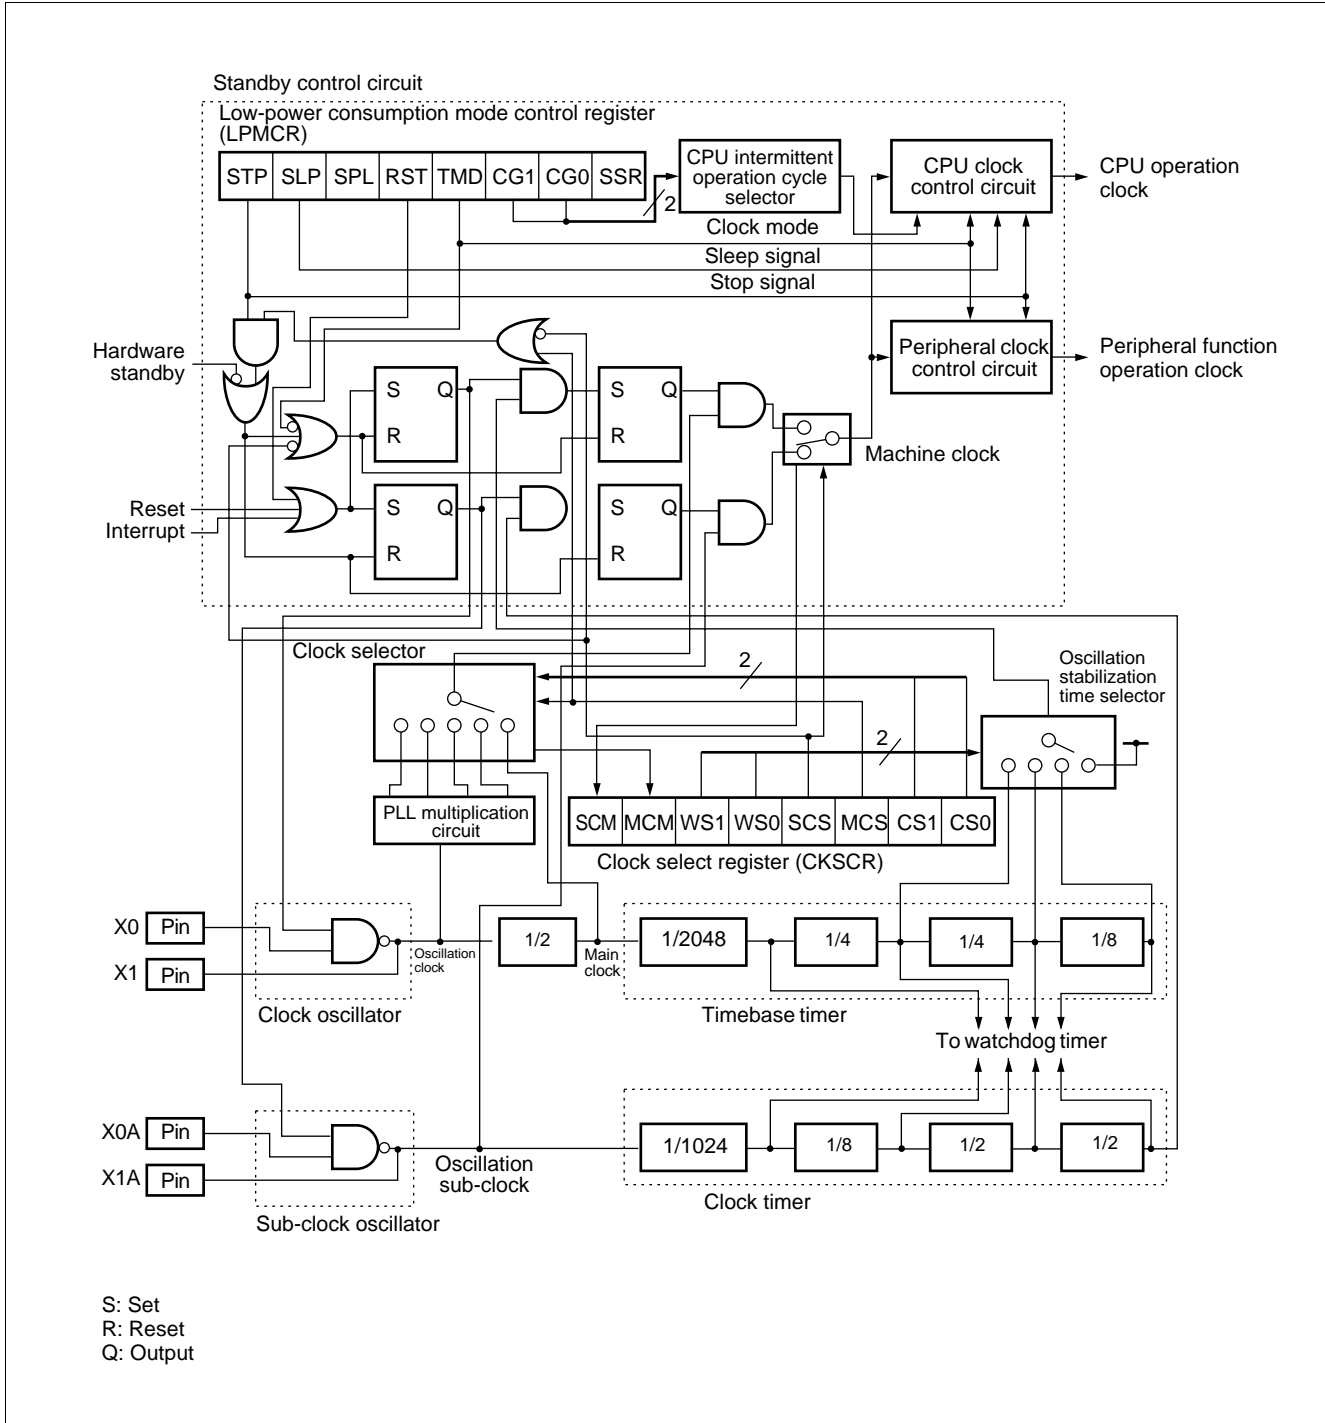 Standby control circuit
Low-power consumption mode control register
(LPMCR)
STP SLP SPL RST TMD CG1 CG0 SSR
2
CPU intermittent
operation cycle
selector
CPU clock
control circuit
CPU operation
clock
Clock mode
Sleep signal
Stop signal
Hardware
standby
Peripheral clock
control circuit
Peripheral function
operation clock
S Q
R
S Q
R
Machine clock
Reset
Interrupt
S Q
R
S Q
R
Clock selector
2
Oscillation
stabilization
time selector
2
PLL multiplication
circuit
SCM MCM WS1 WS0 SCS MCS CS1 CS0
Clock select register (CKSCR)
X0 Pin
X1 Pin
Oscillation
clock
1/2
Main
clock
1/2048
1/4
1/4
1/8
Clock oscillator
Timebase timer
To watchdog timer
X0A Pin
X1A Pin
Oscillation
sub-clock
1/1024
1/8
1/2
1/2
Clock timer
Sub-clock oscillator
S: Set
R: Reset
Q: Output